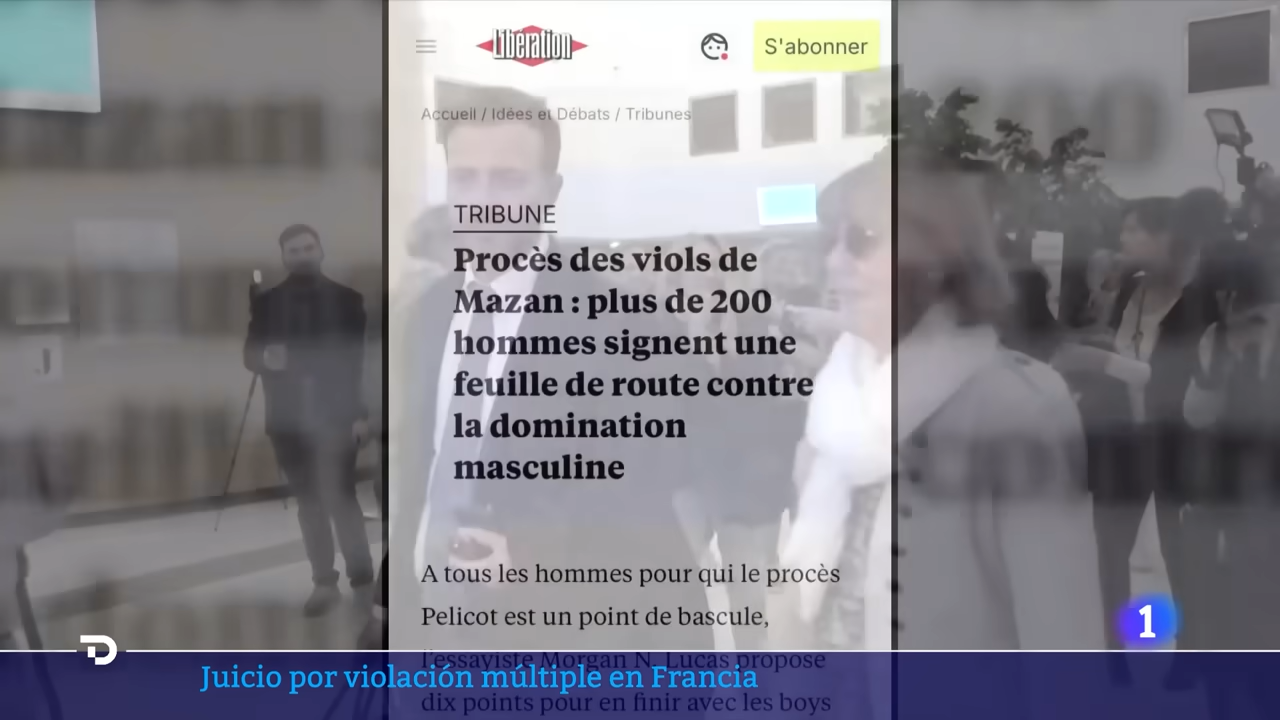 Libération
S'abonner
Accueil / Idées et Débats / Tribunes
TRIBUNE
Procès des viols de
Mazan : plus de 200
hommes signent une
feuille de route contre
la domination
masculine
A tous les hommes pour qui le procès
Pelicot est un point de bascule,
l'essayiste Morgan N. Lucas propose
dix points pour en finir avec les boys
1
Juicio por violación múltiple en Francia